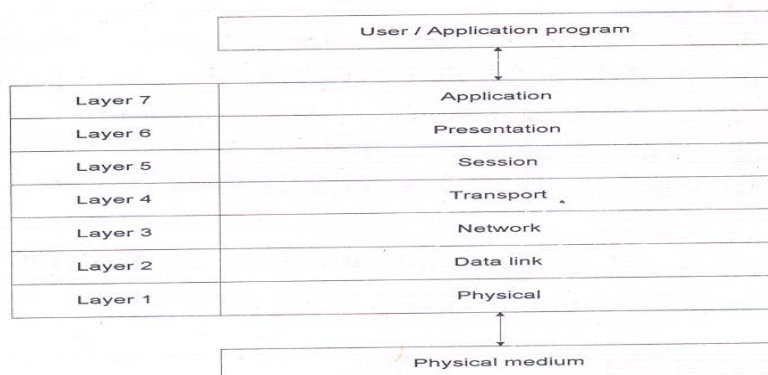 User / Application program
Layer 7 Application
Layer 6 Presentation
Layer 5 Session
Layer 4 Transport
Layer 3 Network
Layer 2 Data link
Layer 1 Physical
Physical medium